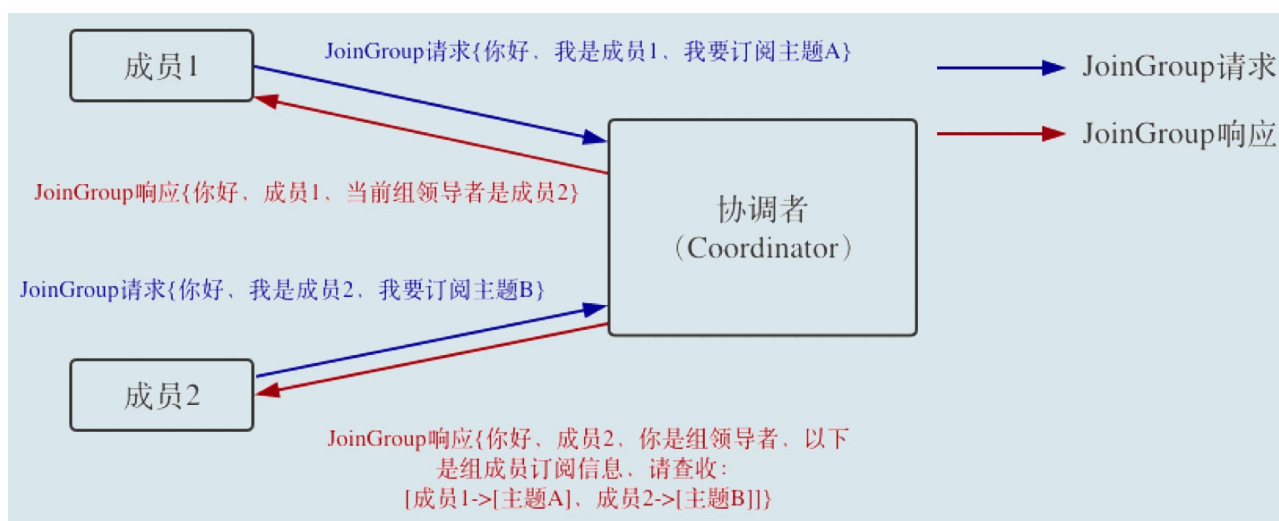 成员1
JoinGroup请求{你好，我是成员1，我要订阅主题A}
JoinGroup请求
JoinGroup响应
JoinGroup响应{你好，成员1，当前组领导者是成员2}
协调者
（Coordinator）
JoinGroup请求{你好，我是成员2，我要订阅主题B}
成员2
JoinGroup响应{你好，成员2，你是组领导者，以下
是组成员订阅信息，请查收：
[成员1->[主题A]，成员2->[主题B]]}